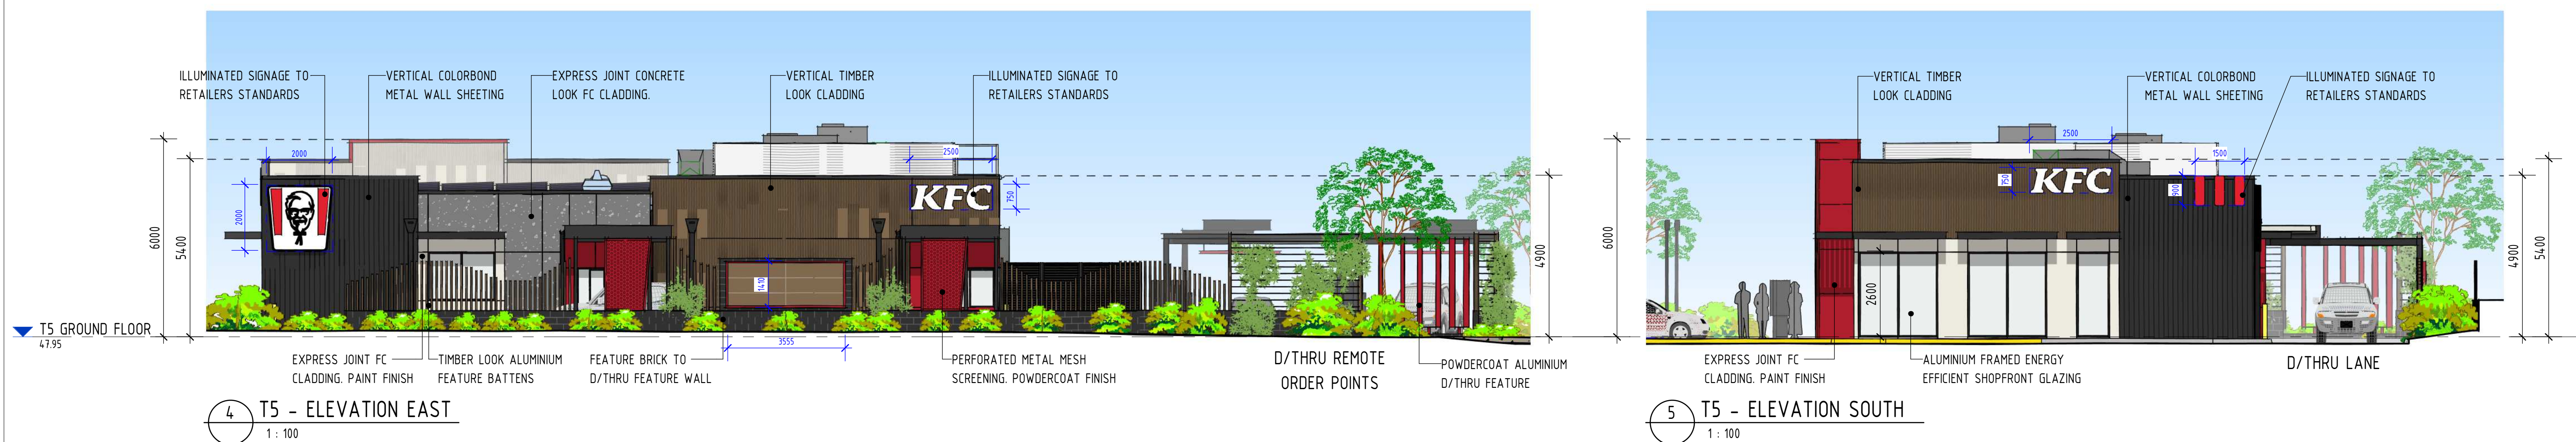 ILLUMINATED SIGNAGE TO
RETAILERS STANDARDS
VERTICAL COLORBOND
METAL WALL SHEETING
EXPRESS JOINT CONCRETE
LOOK FC CLADDING.
VERTICAL TIMBER
LOOK CLADDING
ILLUMINATED SIGNAGE TO
RETAILERS STANDARDS
6000
5400
2000
2000
2500
750
KFC
1410
3555
4900
T5 GROUND FLOOR
47.95
EXPRESS JOINT FC
CLADDING. PAINT FINISH
TIMBER LOOK ALUMINIUM
FEATURE BATTENS
FEATURE BRICK TO
D/THRU FEATURE WALL
PERFORATED METAL MESH
SCREENING. POWDERCOAT FINISH
D/THRU REMOTE
ORDER POINTS
POWDERCOAT ALUMINIUM
D/THRU FEATURE
4
T5 - ELEVATION EAST
1 : 100
VERTICAL TIMBER
LOOK CLADDING
VERTICAL COLORBOND
METAL WALL SHEETING
ILLUMINATED SIGNAGE TO
RETAILERS STANDARDS
6000
2500
750
KFC
1500
900
2600
4900
5400
EXPRESS JOINT FC
CLADDING. PAINT FINISH
ALUMINIUM FRAMED ENERGY
EFFICIENT SHOPFRONT GLAZING
D/THRU LANE
5
T5 - ELEVATION SOUTH
1 : 100